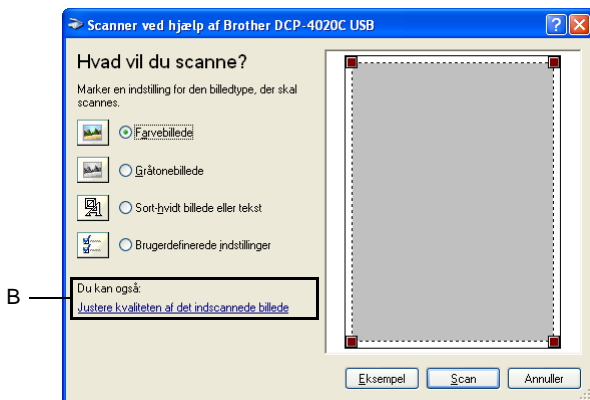 Scanner ved hjælp af Brother DCP-4020C USB
Hvad vil du scanne?
Marker en indstilling for den billedtype, der skal
scannes.
Farvebillede
Gråtonebillede
Sort-hvidt billede eller tekst
Brugerdefinerede indstillinger
B
Du kan også:
Justere kvaliteten af det indscannede billede
Eksempel
Scan
Annuller